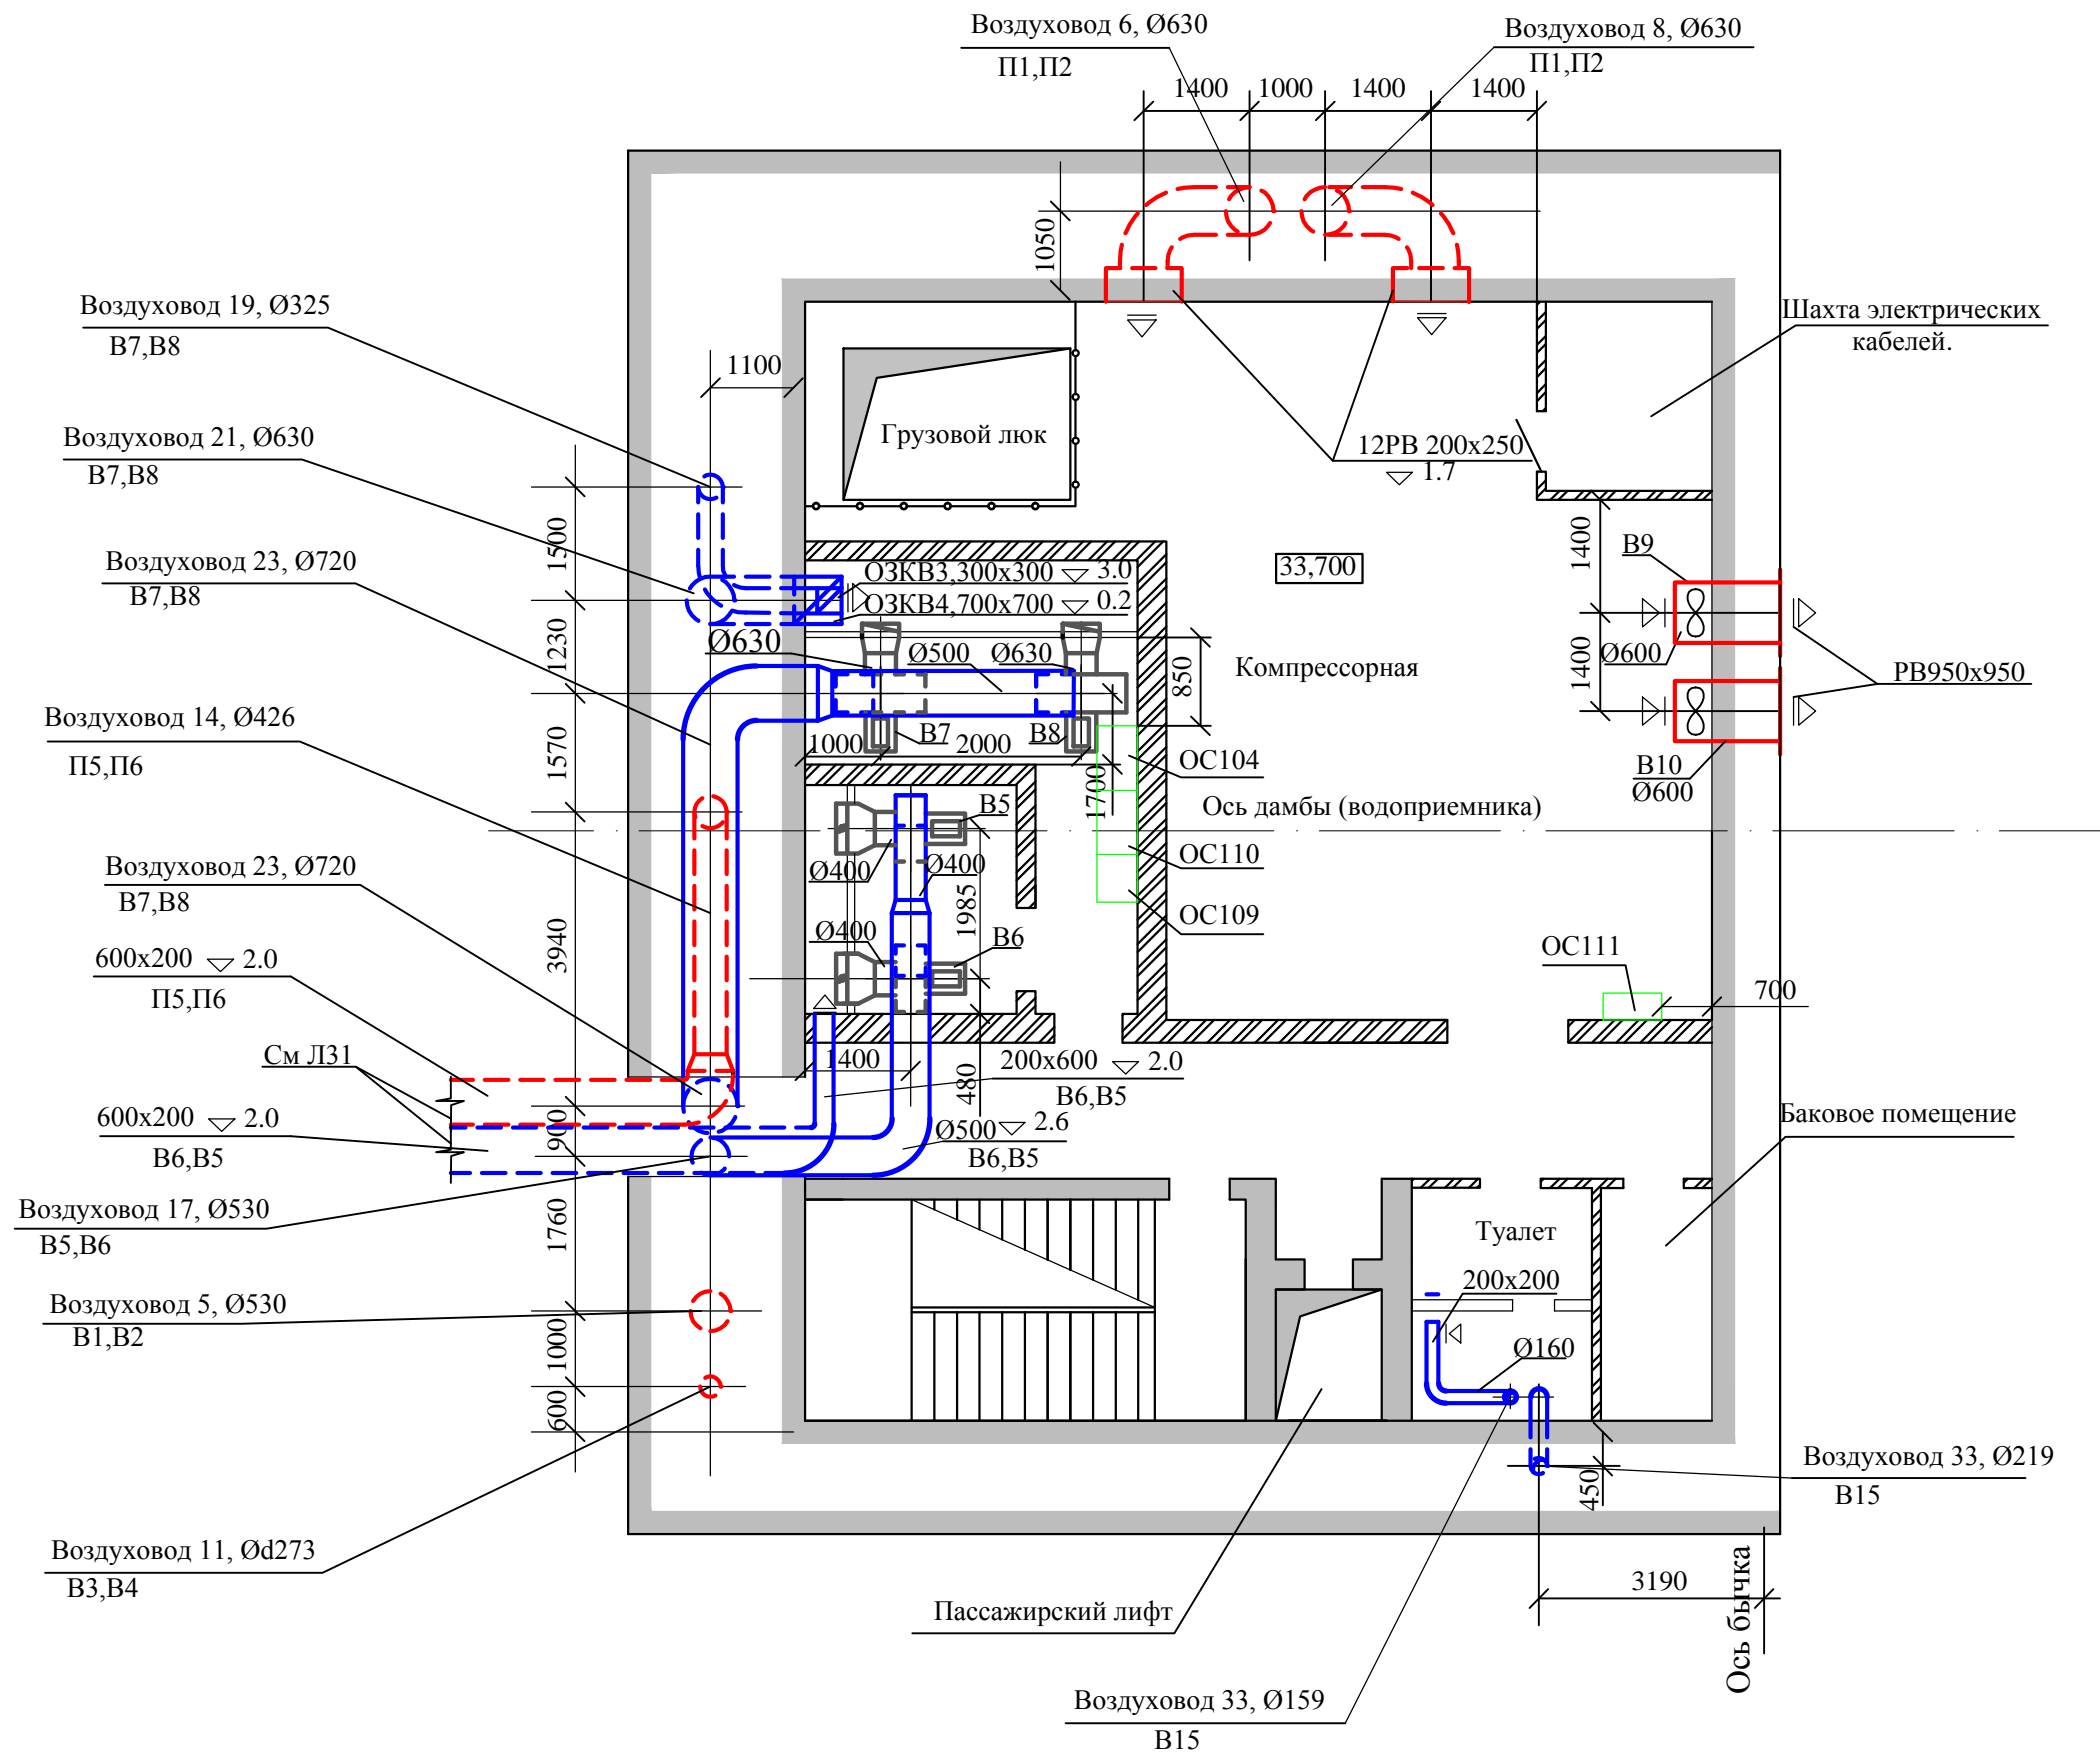 Воздуховод 6, Ø630
П1,П2
Воздуховод 8, Ø630
П1,П2
1400
1000
1400
1400
1050
Воздуховод 19, Ø325
В7,В8
1100
Шахта электрических
кабелей.
Грузовой люк
12РВ 200х250
1.7
Воздуховод 21, Ø630
В7,В8
1500
Воздуховод 23, Ø720
В7,В8
ОЗКВ3,300х300 3.0
ОЗКВ4,700х700 0.2
33,700
1400
В9
Ø600
1230
Ø630
Ø500
Ø630
850
Компрессорная
1400
РВ950х950
Воздуховод 14, Ø426
П5,П6
1570
1000
В7
2000
В8
1700
ОС104
В10
Ø600
В5
Ось дамбы (водоприемника)
Воздуховод 23, Ø720
В7,В8
Ø400
Ø400
1985
ОС110
ОС109
3940
Ø400
В6
ОС111
600х200 2.0
П5,П6
700
См Л31
1400
480
200х600 2.0
В6,В5
600х200 2.0
В6,В5
900
Ø500 2.6
В6,В5
Баковое помещение
Воздуховод 17, Ø530
В5,В6
1760
Туалет
200х200
Воздуховод 5, Ø530
В1,В2
1000
Ø160
600
Воздуховод 33, Ø219
В15
450
Воздуховод 11, Ød273
В3,В4
3190
Ось бычка
Пассажирский лифт
Воздуховод 33, Ø159
В15